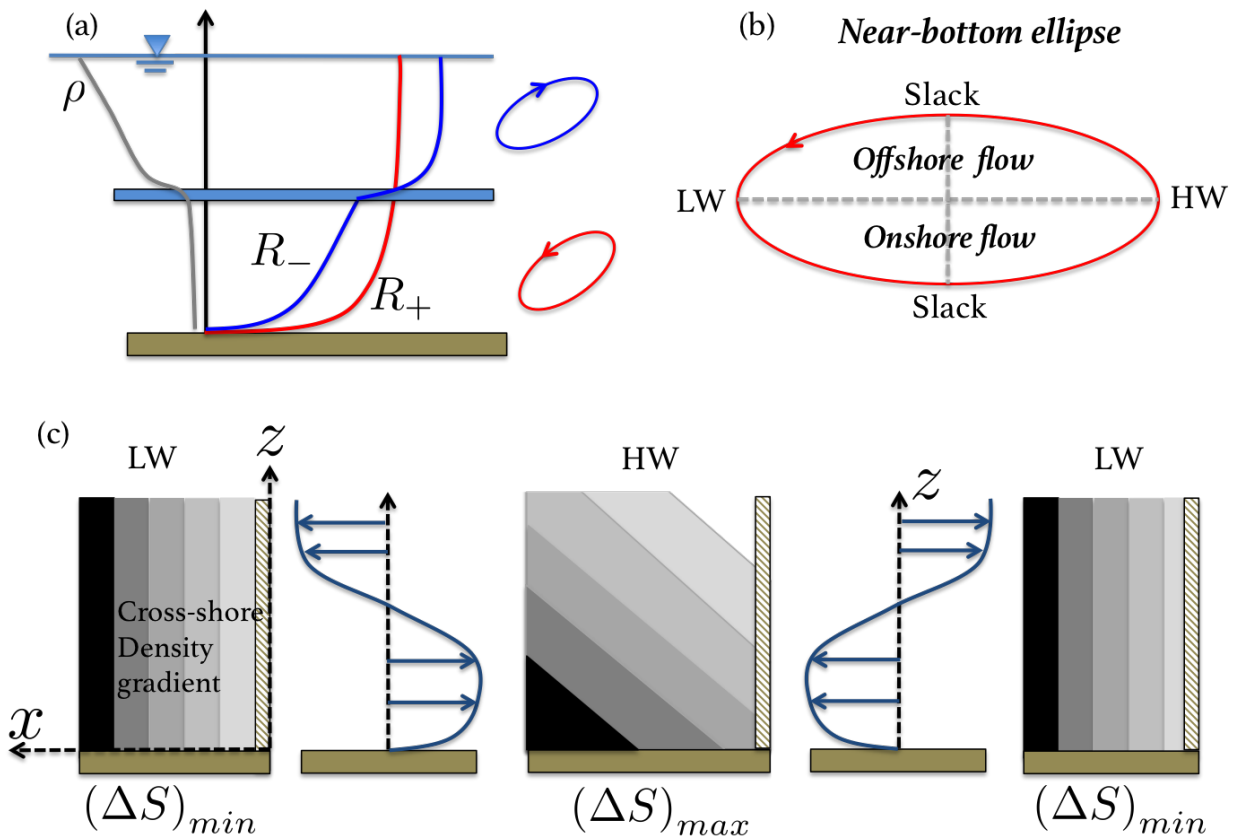 (a)
ρ
R₋
R₊
(b)
Near-bottom ellipse
Slack
Offshore flow
LW
HW
Onshore flow
Slack
(c)
LW
z
HW
z
LW
Cross-shore
Density
gradient
x
(ΔS)min
(ΔS)max
(ΔS)min